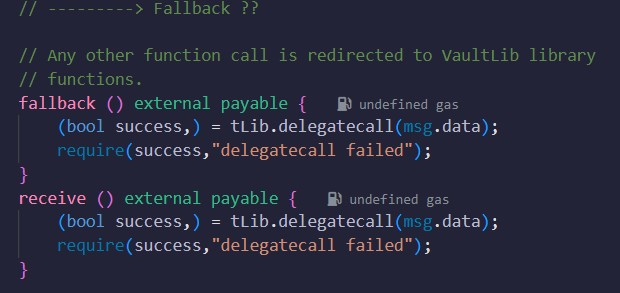 // ---------> Fallback ??
// Any other function call is redirected to VaultLib library
// functions.
fallback () external payable { undefined gas
(bool success,) = tLib.delegatecall(msg.data);
require(success,"delegatecall failed");
}
receive () external payable { undefined gas
(bool success,) = tLib.delegatecall(msg.data);
require(success,"delegatecall failed");
}